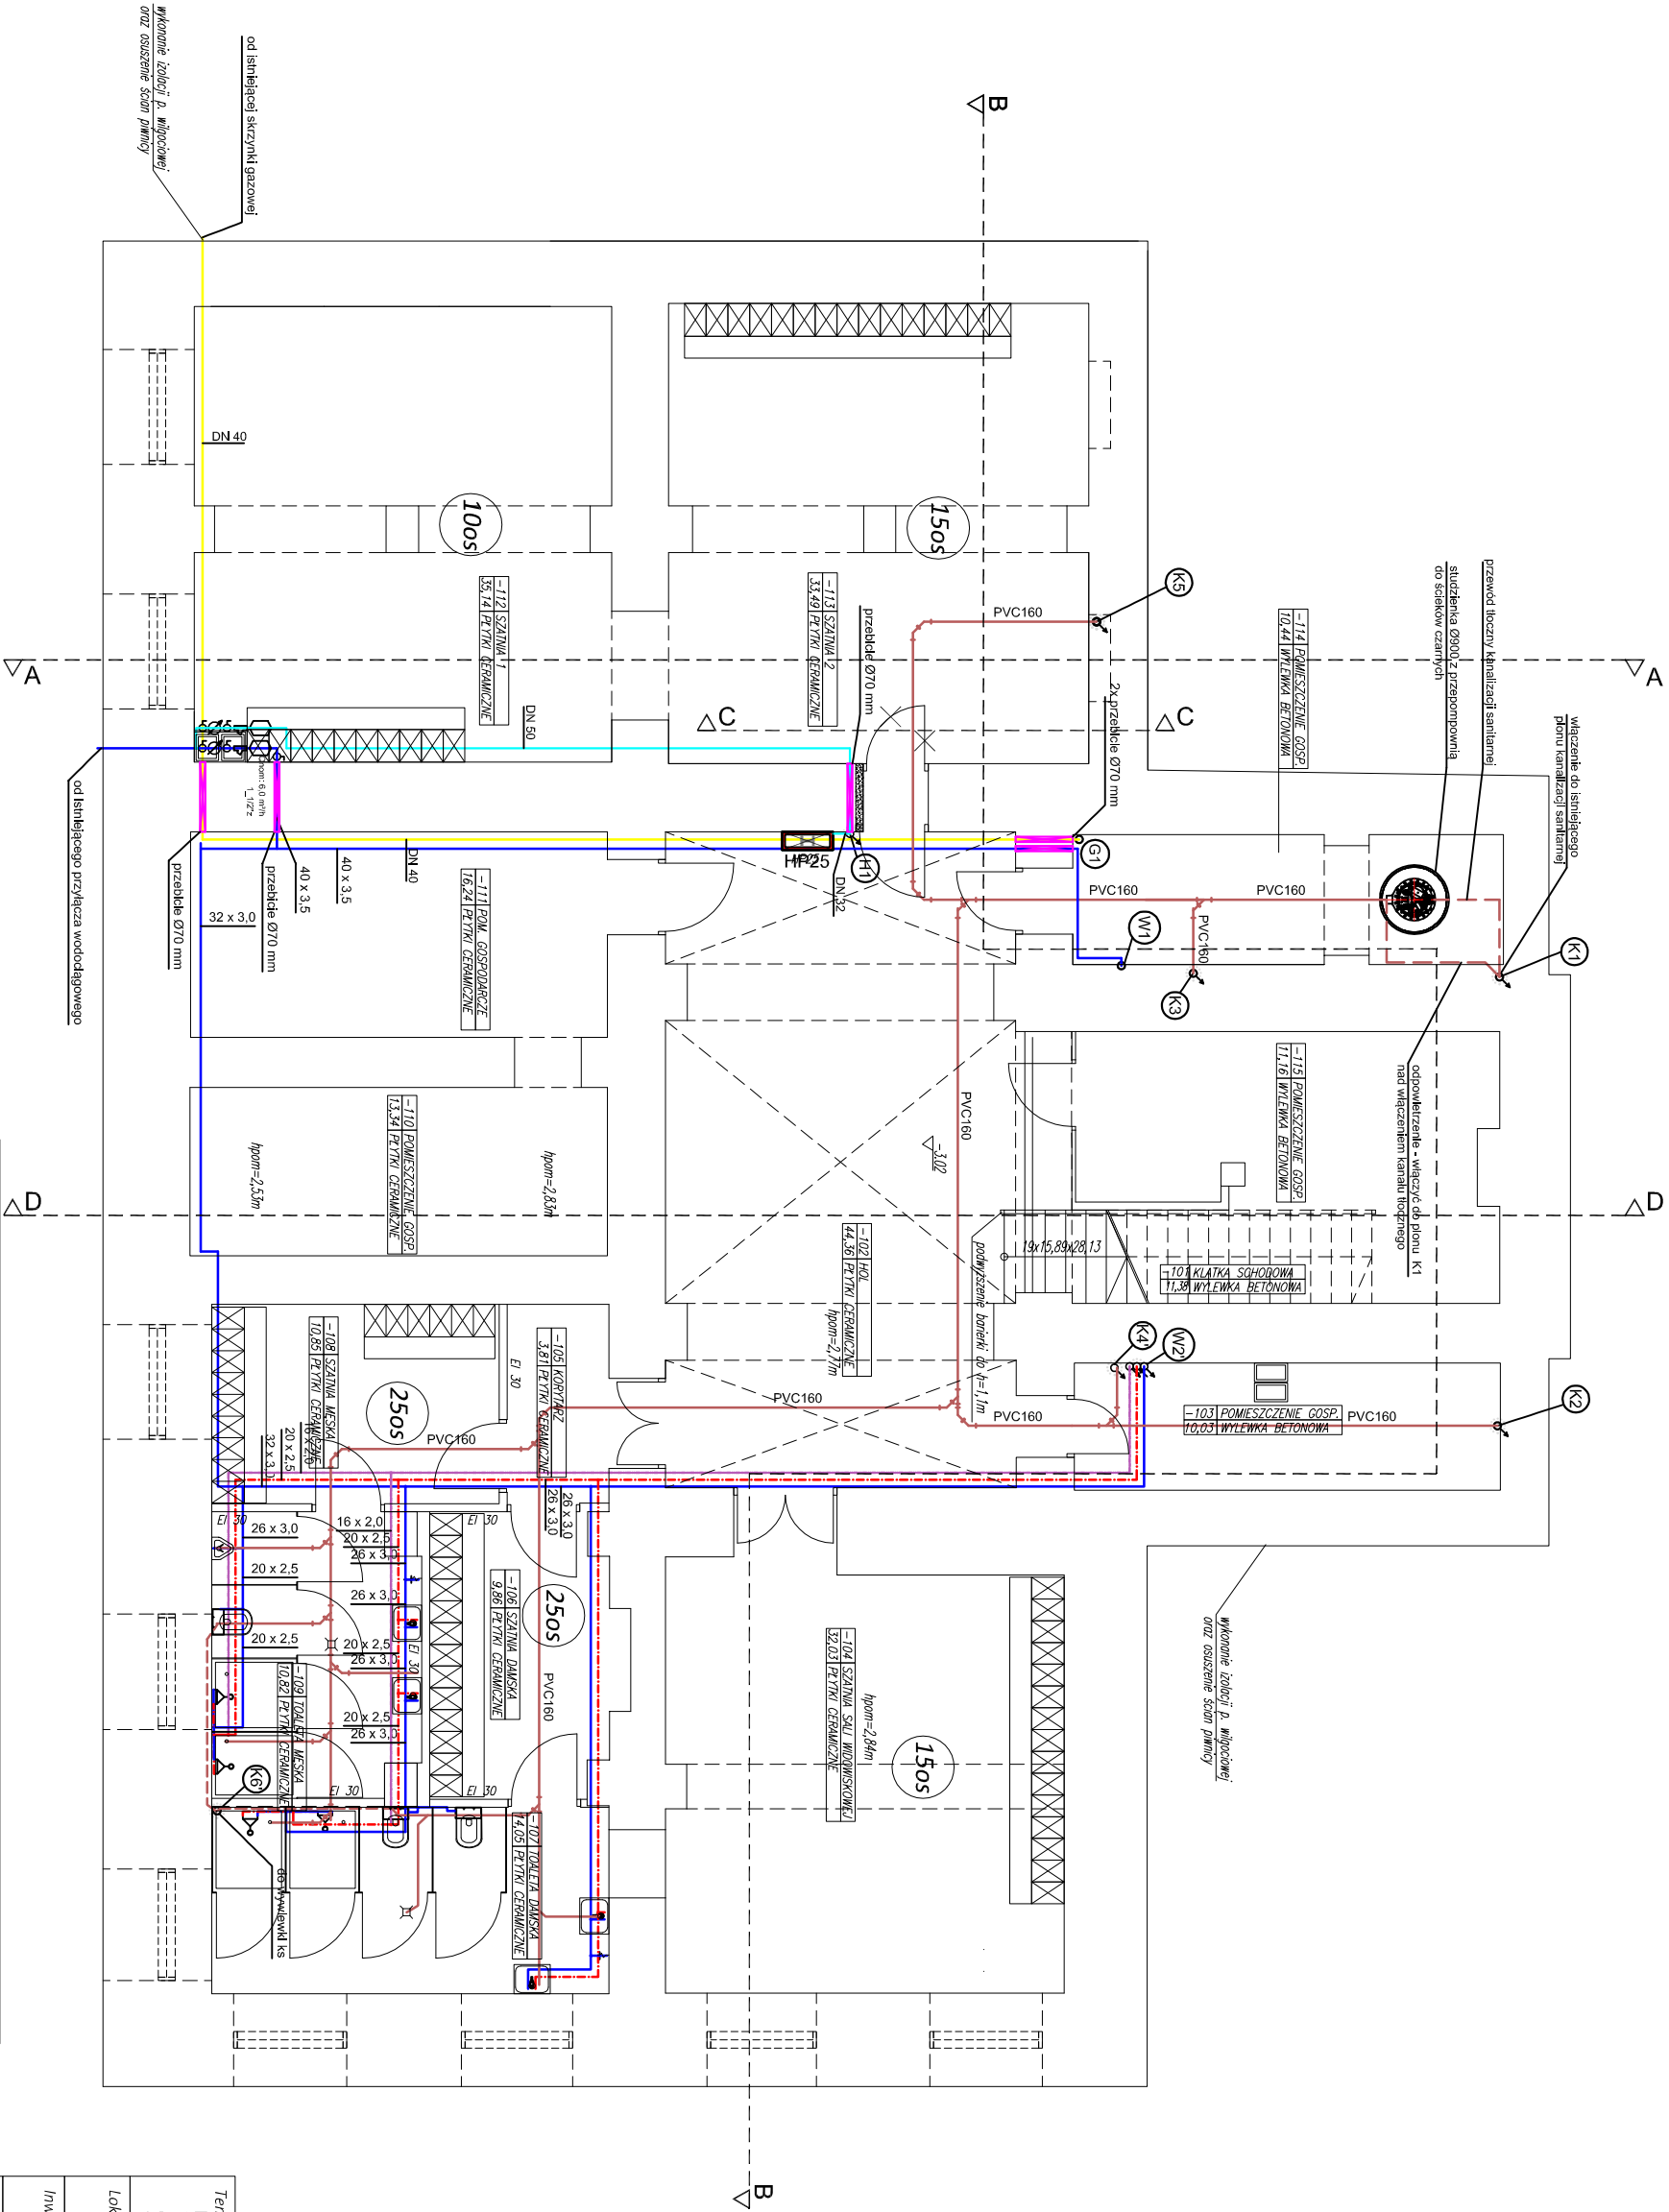 wykonanie izolacji p. wilgociowej
oraz osuszenie ścian piwnicy
od istniejącej skrzynki gazowej
B
A
A
C
C
D
D
B
DN 40
10os
15os
-112 SZATNIA 1
35,14 PŁYTKI CERAMICZNE
-113 SZATNIA 2
33,49 PŁYTKI CERAMICZNE
przebicie Ø70 mm
PVC160
K5
-114 POMIESZCZENIE GOSP.
10,44 WYLEWKA BETONOWA
studzienka Ø900 z przepompownią
do ścieków czarnych
przewód tłoczny kanalizacji sanitarnej
włączenie do istniejącego
pionu kanalizacji sanitarnej
2x przebicie Ø70 mm
DN 50
Qnom: 6.0 m³/h
przebicie Ø70 mm
przebicie Ø70 mm
40 x 3,5
40 x 3,5
32 x 3,0
DN 40
od istniejącego przyłącza wodociągowego
HP25
H1
DN 32
G1
W1
PVC160
PVC160
PVC160
K3
K1
-111 POM. GOSPODARCZE
16,24 PŁYTKI CERAMICZNE
odpowietrzenie - włączyć do pionu K1
nad włączeniem kanału tłocznego
-115 POMIESZCZENIE GOSP.
11,16 WYLEWKA BETONOWA
PVC160
-3,02
-110 POMIESZCZENIE GOSP.
13,34 PŁYTKI CERAMICZNE
hpom=2,53m
hpom=2,83m
-102 HOL
44,36 PŁYTKI CERAMICZNE
hpom=2,77m
podwyższenie barierki do h=1,1m
19x15,89x28,13
-101 KLATKA SCHODOWA
11,38 WYLEWKA BETONOWA
K4'
W2'
K2
-103 POMIESZCZENIE GOSP.
10,03 WYLEWKA BETONOWA
PVC160
PVC160
PVC160
-108 SZATNIA MĘSKA
10,85 PŁYTKI CERAMICZNE
25os
EI 30
-105 KORYTARZ
3,81 PŁYTKI CERAMICZNE
PVC160
20 x 2,5
32 x 3,0
26 x 3,0
26 x 3,0
EI 30
EI 30
26 x 3,0
16 x 2,0
20 x 2,5
26 x 3,0
20 x 2,5
26 x 3,0
20 x 2,5
20 x 2,5
26 x 3,0
EI 30
20 x 2,5
26 x 3,0
-106 SZATNIA DAMSKA
9,86 PŁYTKI CERAMICZNE
25os
PVC160
-109 TOALETA MĘSKA
10,82 PŁYTKI CERAMICZNE
K6'
EI 30
EI 30
do wylewki ks
-107 TOALETA DAMSKA
14,05 PŁYTKI CERAMICZNE
-104 SZATNIA SALI WIDOWISKOWEJ
32,03 PŁYTKI CERAMICZNE
hpom=2,84m
15os
wykonanie izolacji p. wilgociowej
oraz osuszenie ścian piwnicy